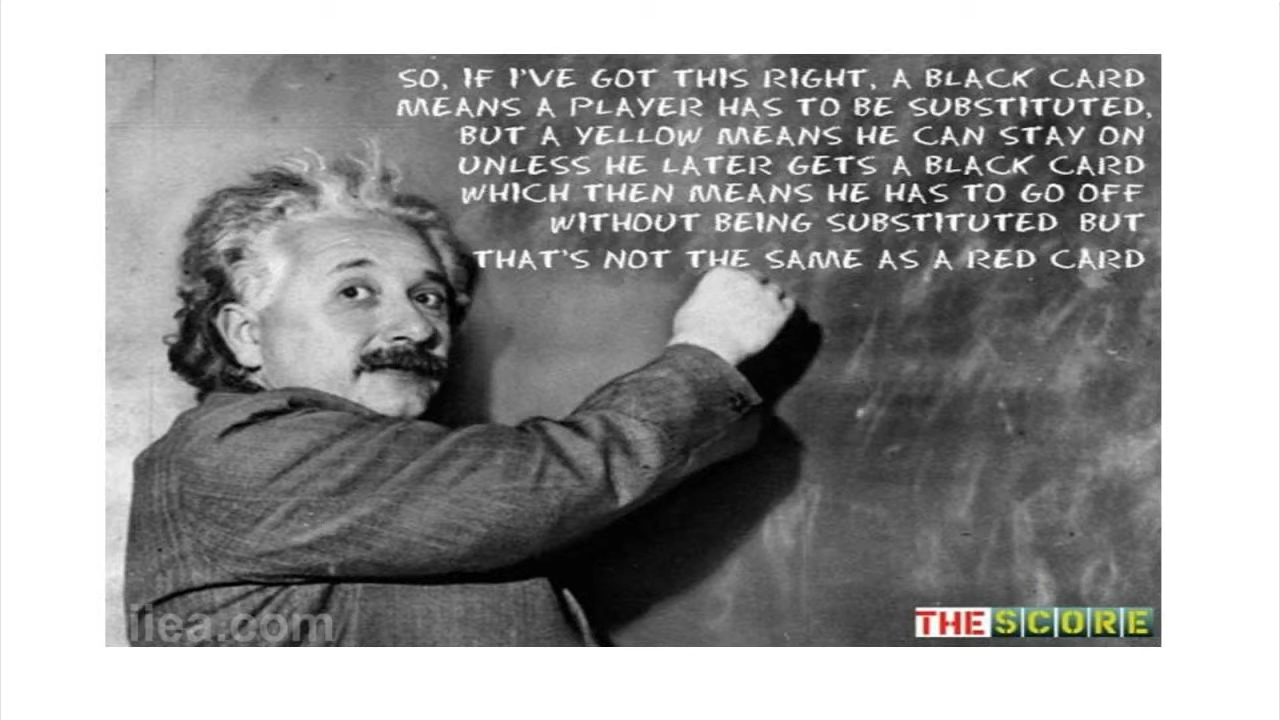 SO, IF I'VE GOT THIS RIGHT, A BLACK CARD
MEANS A PLAYER HAS TO BE SUBSTITUTED,
BUT A YELLOW MEANS HE CAN STAY ON
UNLESS HE LATER GETS A BLACK CARD
WHICH THEN MEANS HE HAS TO GO OFF
WITHOUT BEING SUBSTITUTED BUT
THAT'S NOT THE SAME AS A RED CARD
iiea.com
THE SCORE